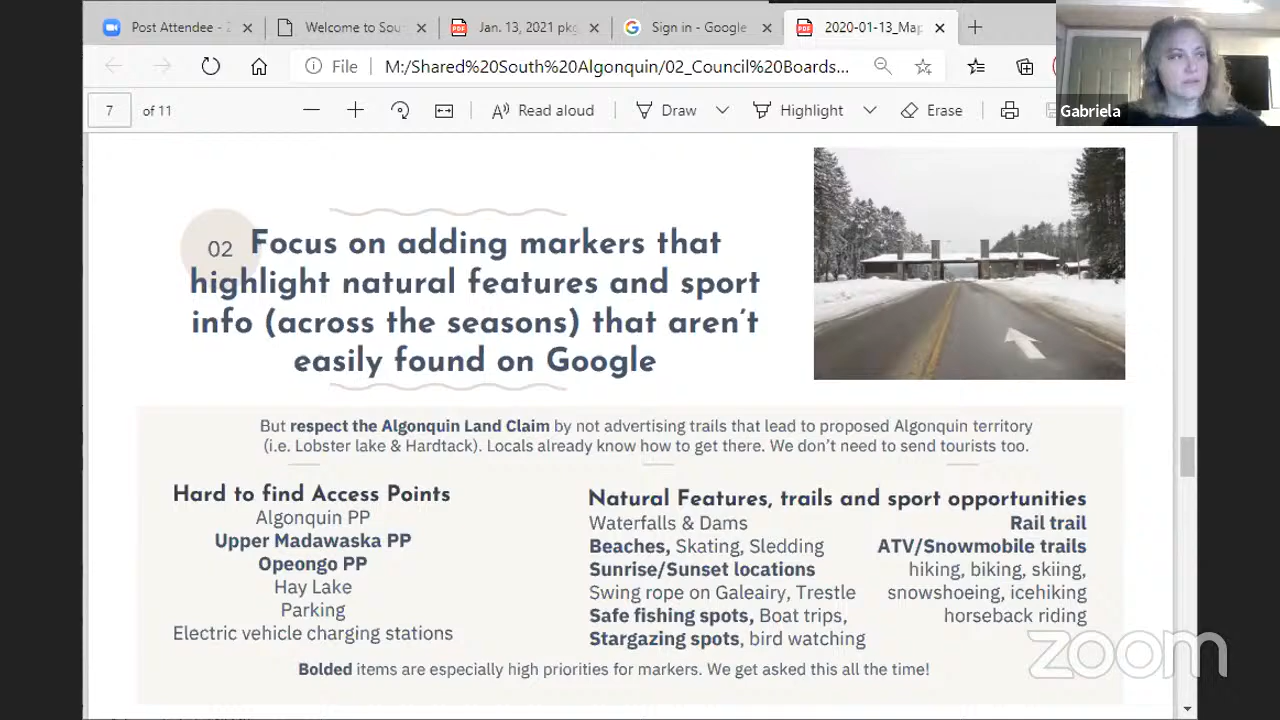 Post Attendee - Z
Welcome to Sou
Jan. 13, 2021 pkg
Sign in - Google
2020-01-13_Map
File
M:/Shared%20South%20Algonquin/02_Council%20Boards...
7 of 11
Read aloud
Draw
Highlight
Erase
Gabriela
02
Focus on adding markers that
highlight natural features and sport
info (across the seasons) that aren't
easily found on Google
But respect the Algonquin Land Claim by not advertising trails that lead to proposed Algonquin territory
(i.e. Lobster lake & Hardtack). Locals already know how to get there. We don't need to send tourists too.
Hard to find Access Points
Algonquin PP
Upper Madawaska PP
Opeongo PP
Hay Lake
Parking
Electric vehicle charging stations
Natural Features, trails and sport opportunities
Waterfalls & Dams
Beaches, Skating, Sledding
Sunrise/Sunset locations
Swing rope on Galeairy, Trestle
Safe fishing spots, Boat trips,
Stargazing spots, bird watching
Rail trail
ATV/Snowmobile trails
hiking, biking, skiing,
snowshoeing, icehiking
horseback riding
Bolded items are especially high priorities for markers. We get asked this all the time!
zoom